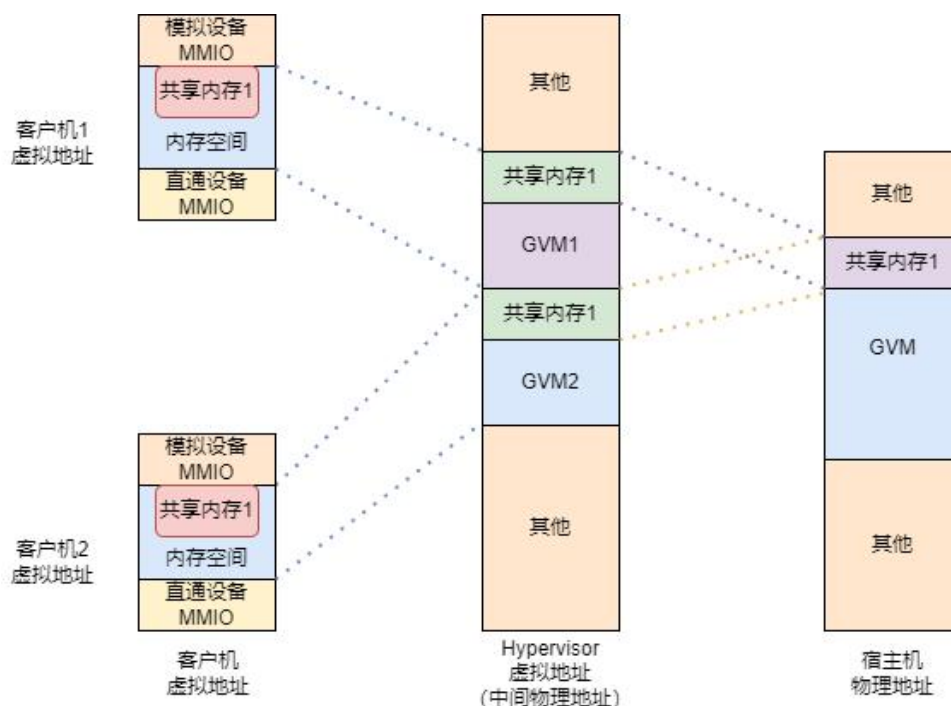 模拟设备
MMIO
共享内存1
内存空间
直通设备
MMIO
客户机1
虚拟地址
模拟设备
MMIO
共享内存1
内存空间
直通设备
MMIO
客户机2
虚拟地址
客户机
虚拟地址
其他
共享内存1
GVM1
共享内存1
GVM2
其他
Hypervisor
虚拟地址
(中间物理地址)
其他
共享内存1
GVM
其他
宿主机
物理地址